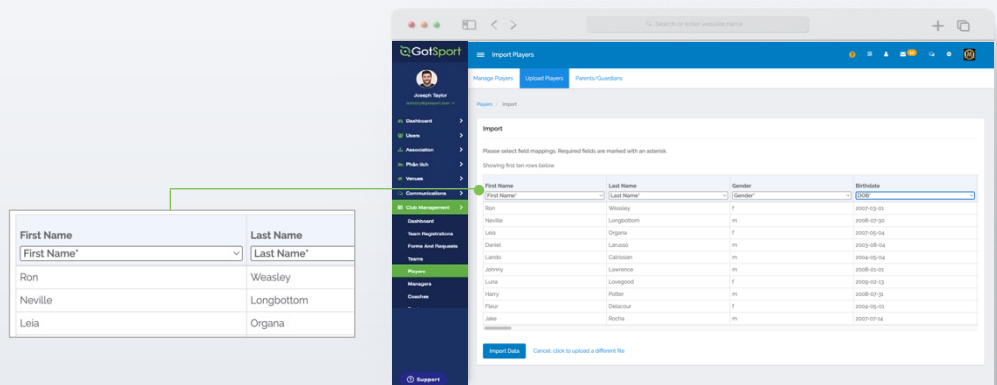 Search or enter website name
GotSport
Import Players
Joseph Taylor
Manage Players
Upload Players
Parents/Guardians
Players / Import
Dashboard
Users
Association
Phân tích
Venues
Communications
Club Management
Dashboard
Team Registrations
Forms And Requests
Teams
Players
Managers
Coaches
Support
Import
Please select field mappings. Required fields are marked with an asterisk.
Showing first ten rows below.
First Name Last Name Gender Birthdate
First Name* Last Name* Gender* DOB*
Ron Weasley f 2007-03-01
Neville Longbottom m 2008-07-30
Leia Organa f 2007-05-04
Daniel Larusso m 2003-08-04
Lando Calrissian m 2004-05-04
Johnny Lawrence m 2008-01-01
Luna Lovegood f 2009-02-13
Harry Potter m 2008-07-31
Fleur Delacour f 2004-05-01
Jake Rocha m 2007-07-14
Import Data
Cancel, click to upload a different file
First Name Last Name
First Name* Last Name*
Ron Weasley
Neville Longbottom
Leia Organa